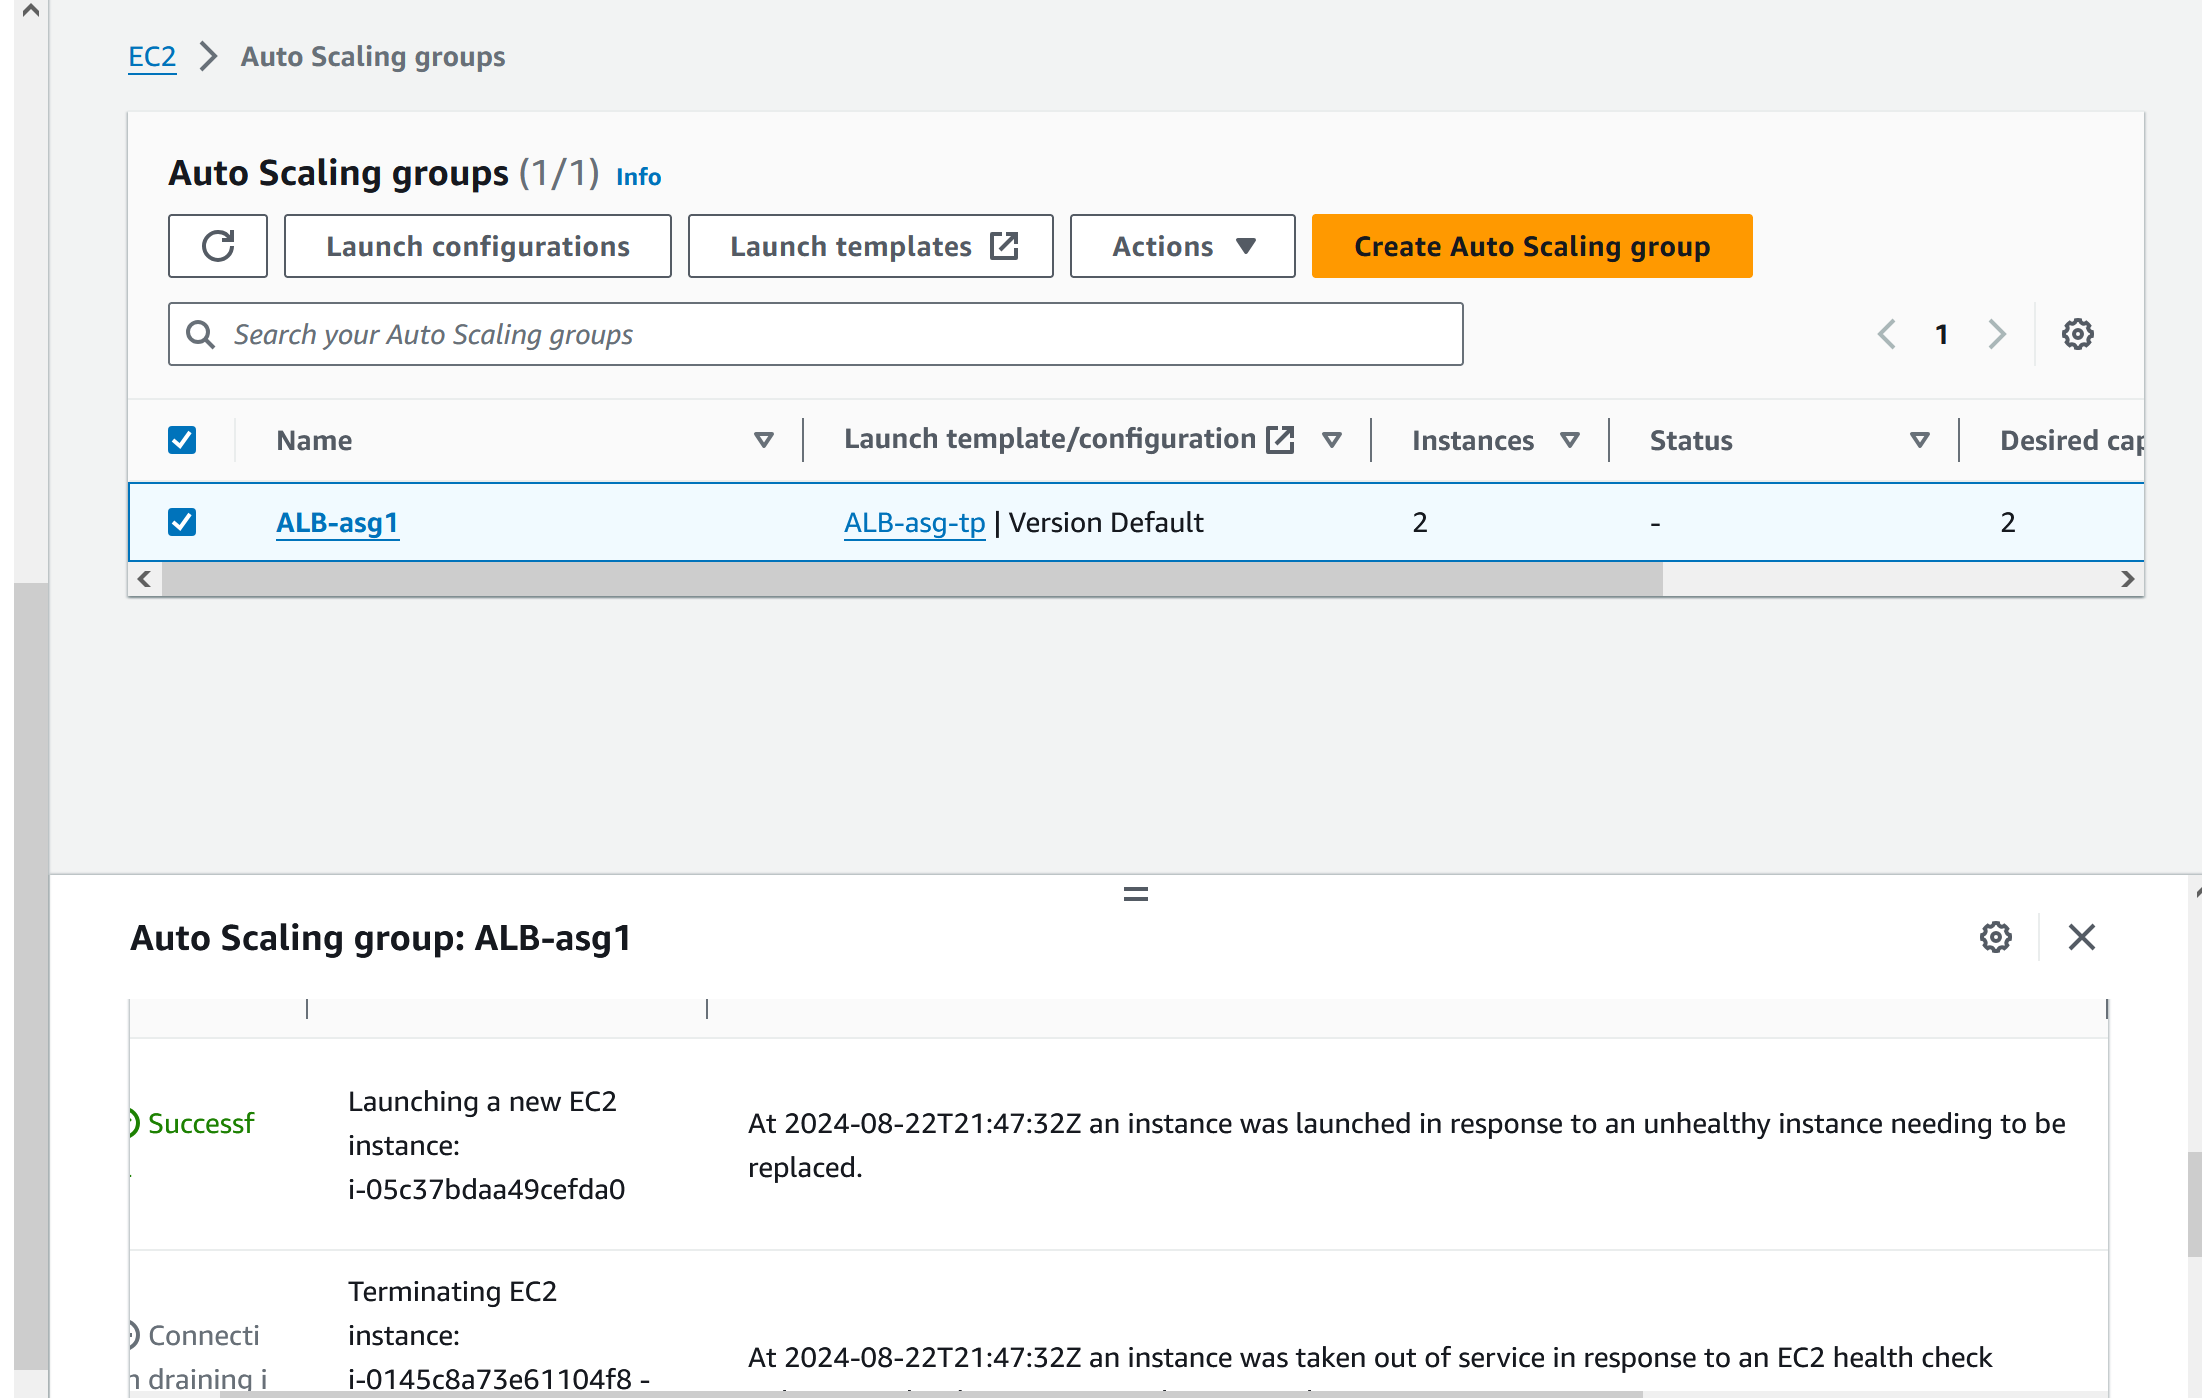 EC2 > Auto Scaling groups
Auto Scaling groups (1/1) Info
Launch configurations Launch templates Actions Create Auto Scaling group
Search your Auto Scaling groups 1
Name Launch template/configuration Instances Status Desired cap
ALB-asg1 ALB-asg-tp | Version Default 2 - 2
Auto Scaling group: ALB-asg1
Launching a new EC2
Successf At 2024-08-22T21:47:32Z an instance was launched in response to an unhealthy instance needing to be
instance:
replaced.
i-05c37bdaa49cefda0
Terminating EC2
Connecti instance:
At 2024-08-22T21:47:32Z an instance was taken out of service in response to an EC2 health check
n draining i i-0145c8a73e61104f8 -